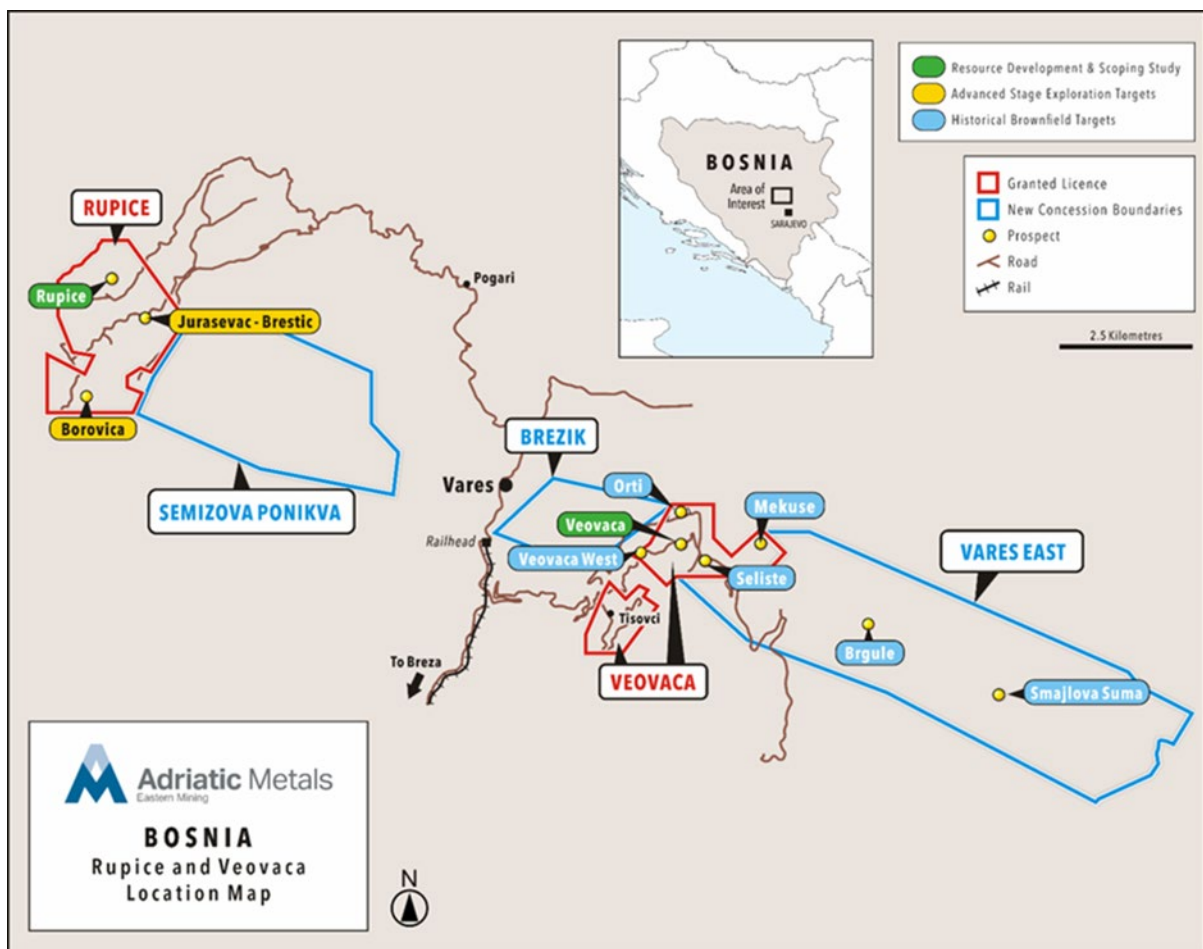 BOSNIA
Area of
Interest
SARAJEVO
Resource Development & Scoping Study
Advanced Stage Exploration Targets
Historical Brownfield Targets
Granted Licence
New Concession Boundaries
Prospect
Road
Rail
2.5 Kilometres
RUPICE
Rupice
Jurasevac - Brestic
Borovica
SEMIZOVA PONIKVA
Pogari
BREZIK
Vares
Railhead
Orti
Veovaca
Veovaca West
Mekuse
Seliste
VARES EAST
Tisovci
VEOVACA
Brgule
Smajlova Suma
To Breza
Adriatic Metals
Eastern Mining
BOSNIA
Rupice and Veovaca
Location Map
N